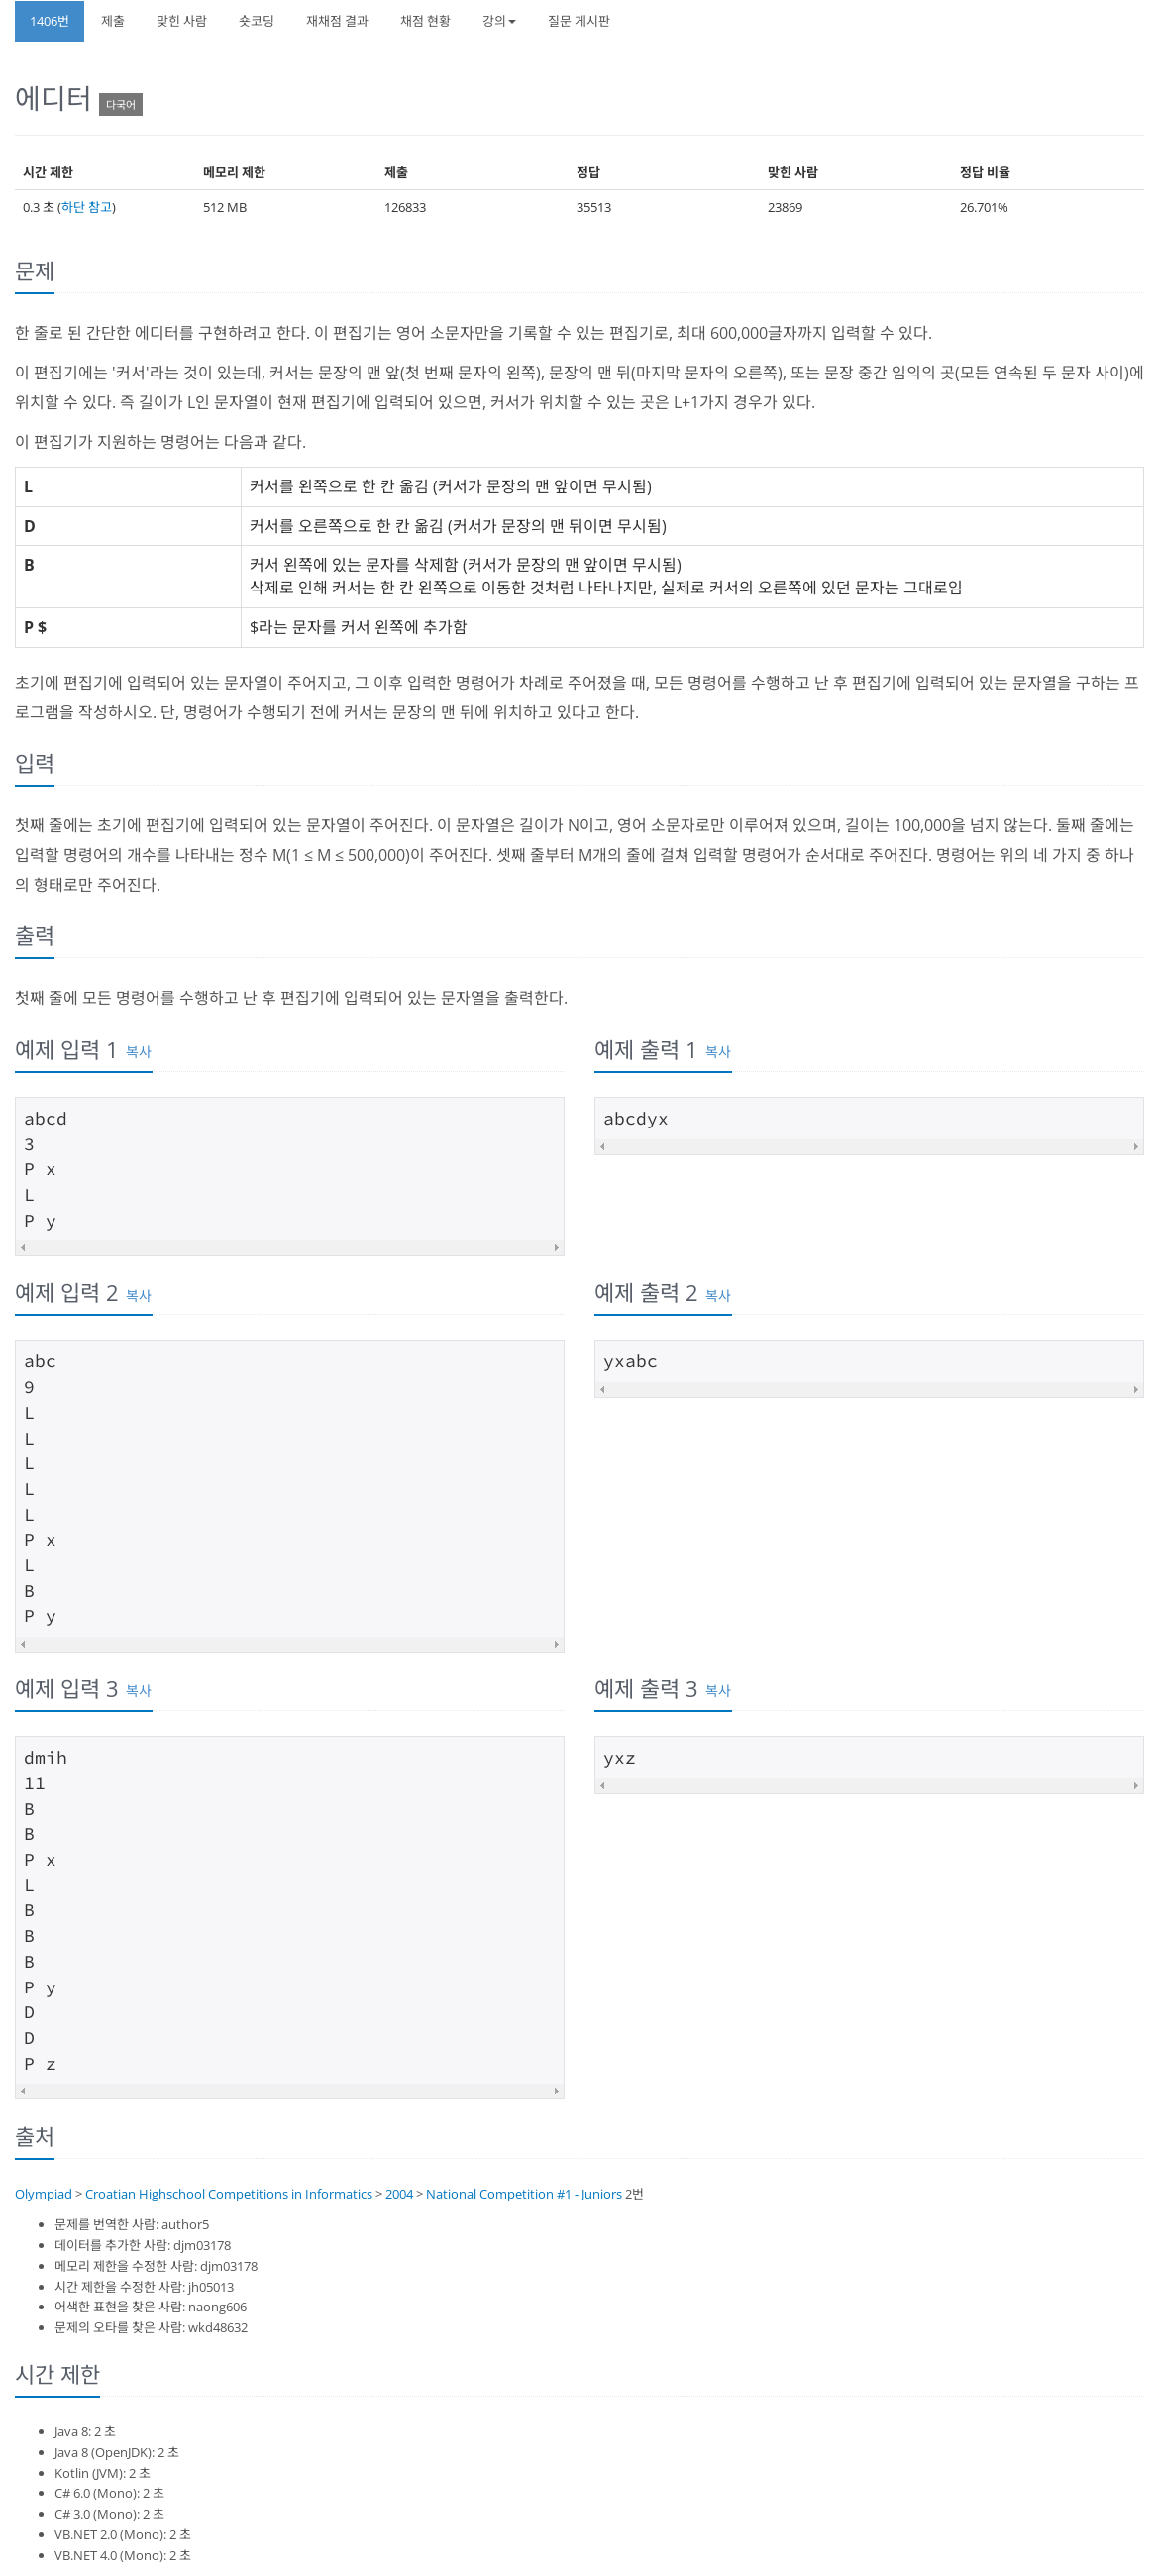 1406번 제출 맞힌 사람 숏코딩 재채점 결과 채점 현황 강의 질문 게시판
에디터 다국어
시간 제한 메모리 제한 제출 정답 맞힌 사람 정답 비율
0.3 초 (하단 참고) 512 MB 126833 35513 23869 26.701%
문제
한 줄로 된 간단한 에디터를 구현하려고 한다. 이 편집기는 영어 소문자만을 기록할 수 있는 편집기로, 최대 600,000글자까지 입력할 수 있다.
이 편집기에는 '커서'라는 것이 있는데, 커서는 문장의 맨 앞(첫 번째 문자의 왼쪽), 문장의 맨 뒤(마지막 문자의 오른쪽), 또는 문장 중간 임의의 곳(모든 연속된 두 문자 사이)에
위치할 수 있다. 즉 길이가 L인 문자열이 현재 편집기에 입력되어 있으면, 커서가 위치할 수 있는 곳은 L+1가지 경우가 있다.
이 편집기가 지원하는 명령어는 다음과 같다.
L 커서를 왼쪽으로 한 칸 옮김 (커서가 문장의 맨 앞이면 무시됨)
D 커서를 오른쪽으로 한 칸 옮김 (커서가 문장의 맨 뒤이면 무시됨)
B 커서 왼쪽에 있는 문자를 삭제함 (커서가 문장의 맨 앞이면 무시됨)
삭제로 인해 커서는 한 칸 왼쪽으로 이동한 것처럼 나타나지만, 실제로 커서의 오른쪽에 있던 문자는 그대로임
P $ $라는 문자를 커서 왼쪽에 추가함
초기에 편집기에 입력되어 있는 문자열이 주어지고, 그 이후 입력한 명령어가 차례로 주어졌을 때, 모든 명령어를 수행하고 난 후 편집기에 입력되어 있는 문자열을 구하는 프
로그램을 작성하시오. 단, 명령어가 수행되기 전에 커서는 문장의 맨 뒤에 위치하고 있다고 한다.
입력
첫째 줄에는 초기에 편집기에 입력되어 있는 문자열이 주어진다. 이 문자열은 길이가 N이고, 영어 소문자로만 이루어져 있으며, 길이는 100,000을 넘지 않는다. 둘째 줄에는
입력할 명령어의 개수를 나타내는 정수 M(1 ≤ M ≤ 500,000)이 주어진다. 셋째 줄부터 M개의 줄에 걸쳐 입력할 명령어가 순서대로 주어진다. 명령어는 위의 네 가지 중 하나
의 형태로만 주어진다.
출력
첫째 줄에 모든 명령어를 수행하고 난 후 편집기에 입력되어 있는 문자열을 출력한다.
예제 입력 1 복사
abcd
3
P x
L
P y
예제 출력 1 복사
abcdyx
예제 입력 2 복사
abc
9
L
L
L
L
L
P x
L
B
P y
예제 출력 2 복사
yxabc
예제 입력 3 복사
dmih
11
B
B
P x
L
B
B
B
P y
D
D
P z
예제 출력 3 복사
yxz
출처
Olympiad > Croatian Highschool Competitions in Informatics > 2004 > National Competition #1 - Juniors 2번
문제를 번역한 사람: author5
데이터를 추가한 사람: djm03178
메모리 제한을 수정한 사람: djm03178
시간 제한을 수정한 사람: jh05013
어색한 표현을 찾은 사람: naong606
문제의 오타를 찾은 사람: wkd48632
시간 제한
Java 8: 2 초
Java 8 (OpenJDK): 2 초
Kotlin (JVM): 2 초
C# 6.0 (Mono): 2 초
C# 3.0 (Mono): 2 초
VB.NET 2.0 (Mono): 2 초
VB.NET 4.0 (Mono): 2 초